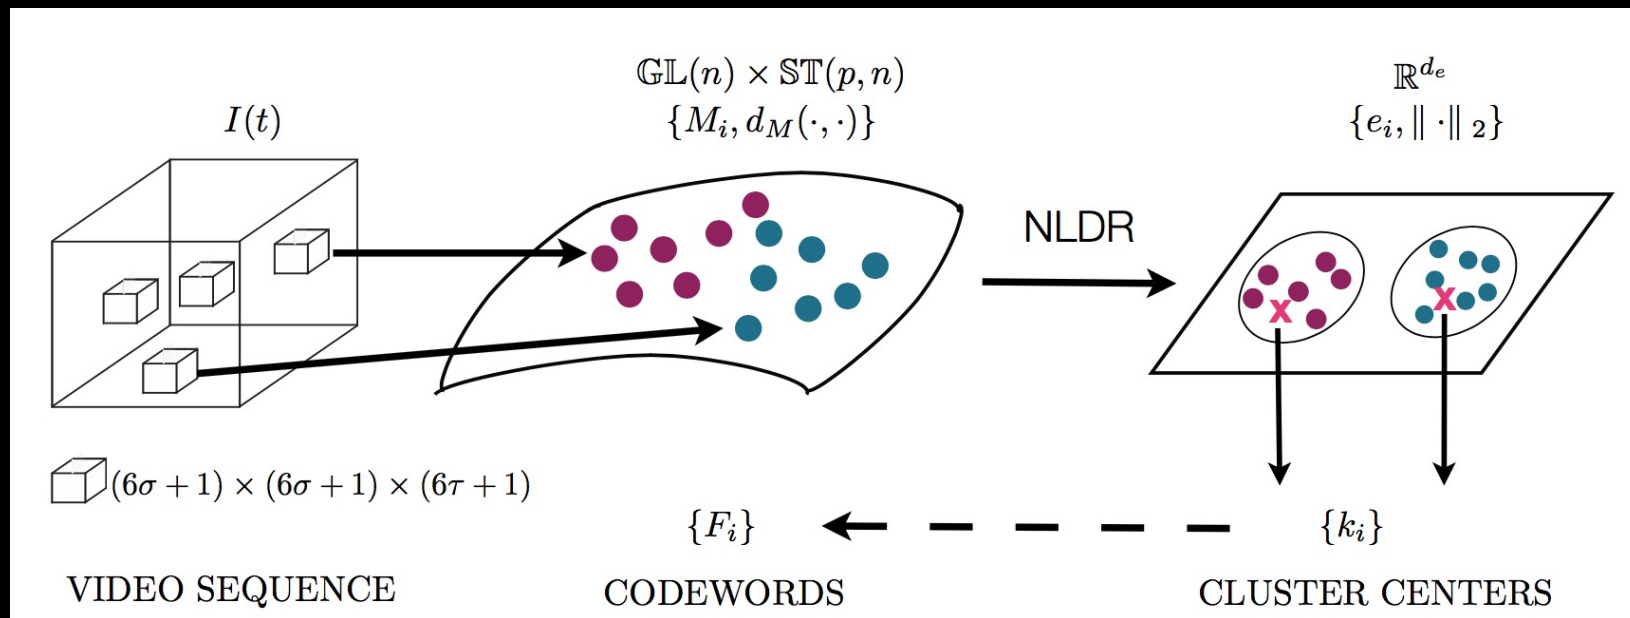 I(t)
𝔾𝕃(n) × 𝕊𝕋(p, n)
{M_i, d_M(·, ·)}
ℝ^{d_e}
{e_i, ‖ ·‖ _2}
NLDR
X
X
(6σ + 1) × (6σ + 1) × (6τ + 1)
{F_i}
{k_i}
VIDEO SEQUENCE
CODEWORDS
CLUSTER CENTERS